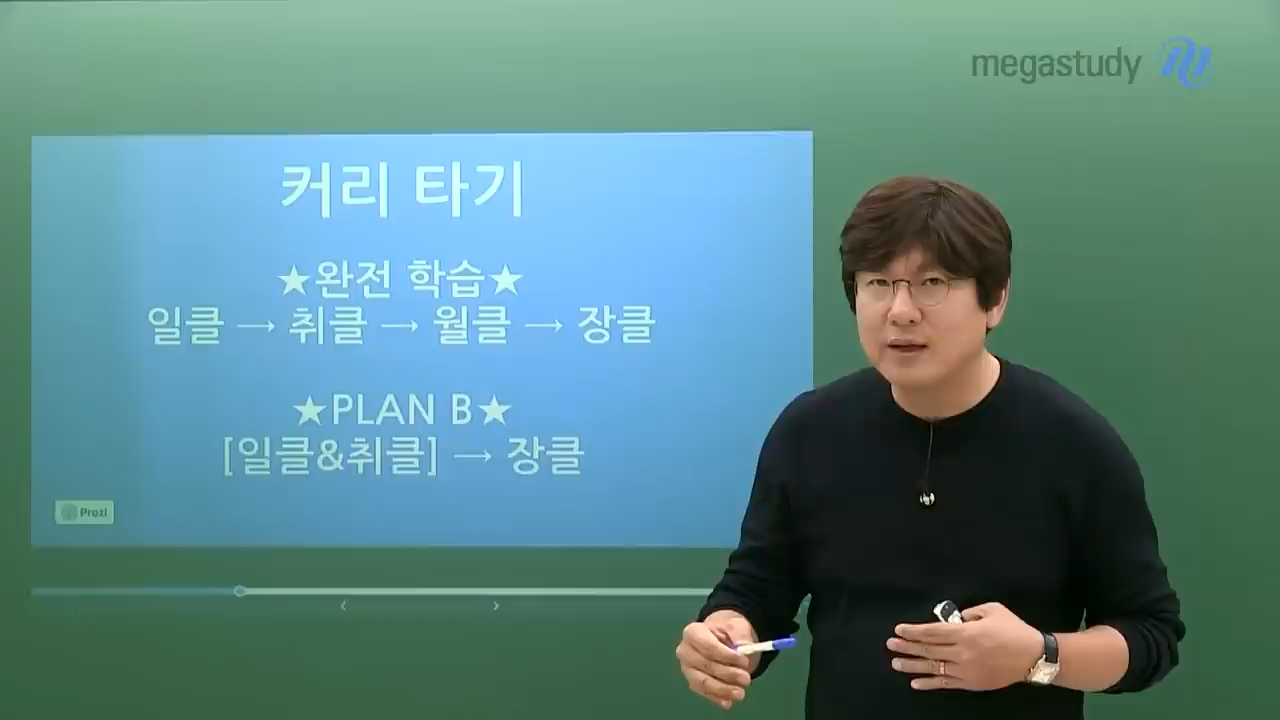 megastudy
커리 타기
★완전 학습★
일클 → 취클 → 월클 → 장클
★PLAN B★
[일클&취클] → 장클
Prezi